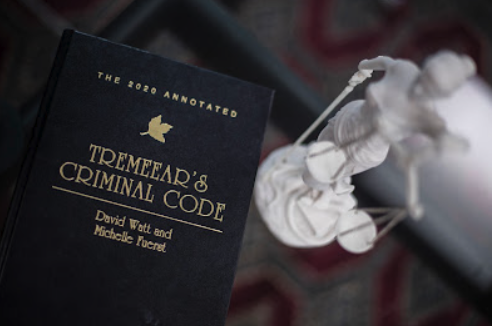 THE 2020 ANNOTATED
TREMEEAR'S
CRIMINAL CODE
David Watt and
Michelle Fuerst